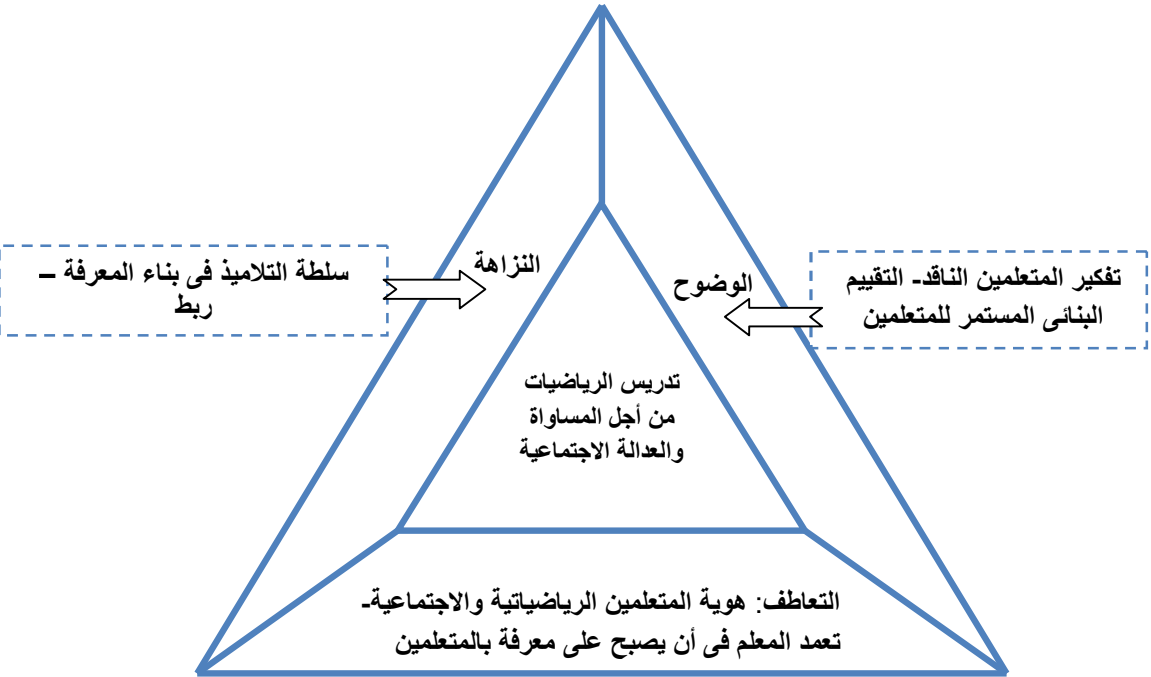 تفكير المتعلمين الناقد- التقييم
البنائى المستمر للمتعلمين
الوضوح
النزاهة
سلطة التلاميذ فى بناء المعرفة –
ربط
تدريس الرياضيات
من أجل المساواة
والعدالة الاجتماعية
التعاطف: هوية المتعلمين الرياضياتية والاجتماعية-
تعمد المعلم فى أن يصبح على معرفة بالمتعلمين